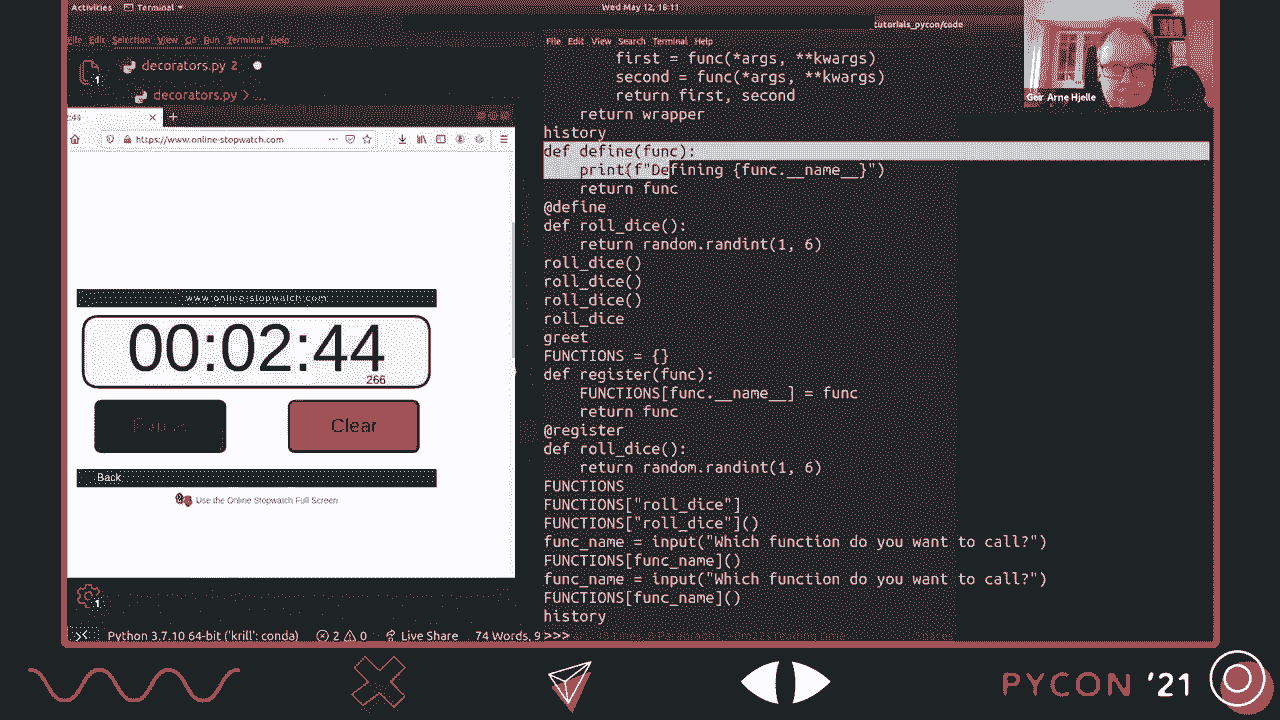 Activities
Terminal
Wed May 12, 16:11
tutorials_pycon/code
File Edit Selection View Go Run Terminal Help
decorators.py 2
decorators.py > ...
https://www.online-stopwatch.com
www.online-stopwatch.com
00:02:44
266
Clear
Back
Use the Online Stopwatch Full Screen
1
1
Python 3.7.10 64-bit ('krill': conda)
2 0
Live Share
74 Words, 9
File Edit View Search Terminal Help
first = func(*args, **kwargs)
second = func(*args, **kwargs)
return first, second
return wrapper
history
def define(func):
print(f"Defining {func.__name__}")
return func
@define
def roll_dice():
return random.randint(1, 6)
roll_dice()
roll_dice()
roll_dice()
roll_dice
greet
FUNCTIONS = {}
def register(func):
FUNCTIONS[func.__name__] = func
return func
@register
def roll_dice():
return random.randint(1, 6)
FUNCTIONS
FUNCTIONS["roll_dice"]
FUNCTIONS["roll_dice"]()
func_name = input("Which function do you want to call?")
FUNCTIONS[func_name]()
func_name = input("Which function do you want to call?")
FUNCTIONS[func_name]()
history
>>>
Geir Arne Hjelle
PYCON '21